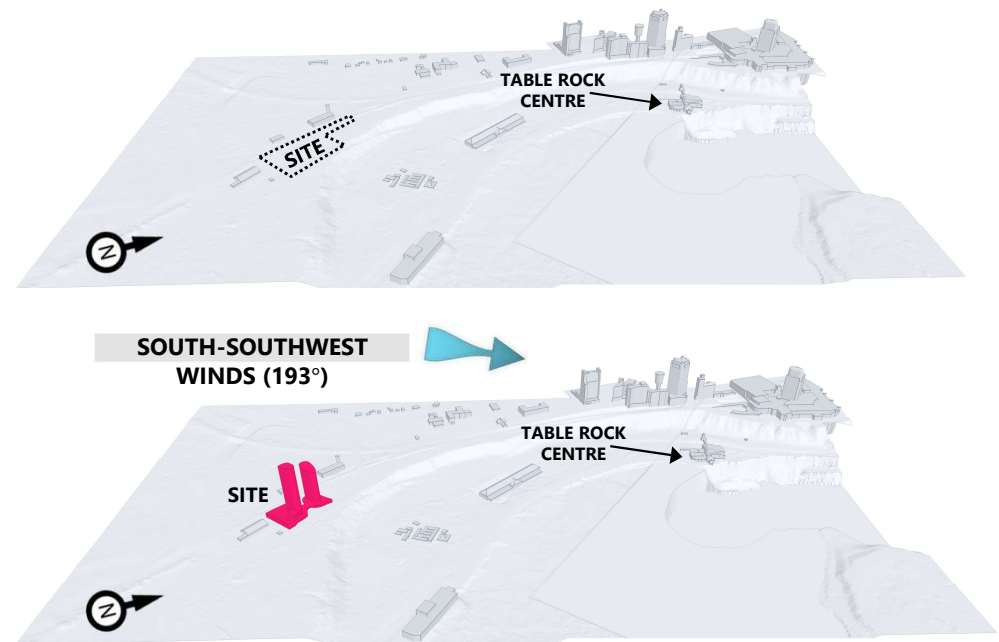 TABLE ROCK
CENTRE
SITE
N
SOUTH-SOUTHWEST
WINDS (193°)
TABLE ROCK
CENTRE
SITE
N